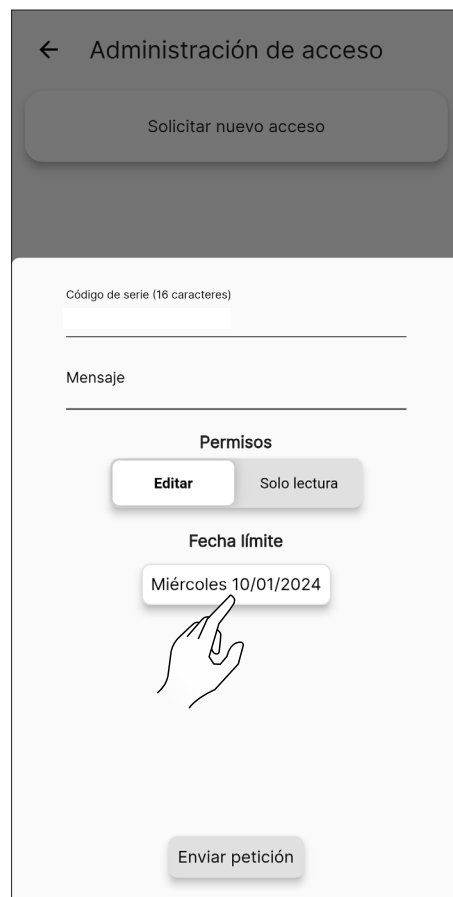 Administración de acceso
Solicitar nuevo acceso
Código de serie (16 caracteres)
Mensaje
Permisos
Editar
Solo lectura
Fecha límite
Miércoles 10/01/2024
Enviar petición